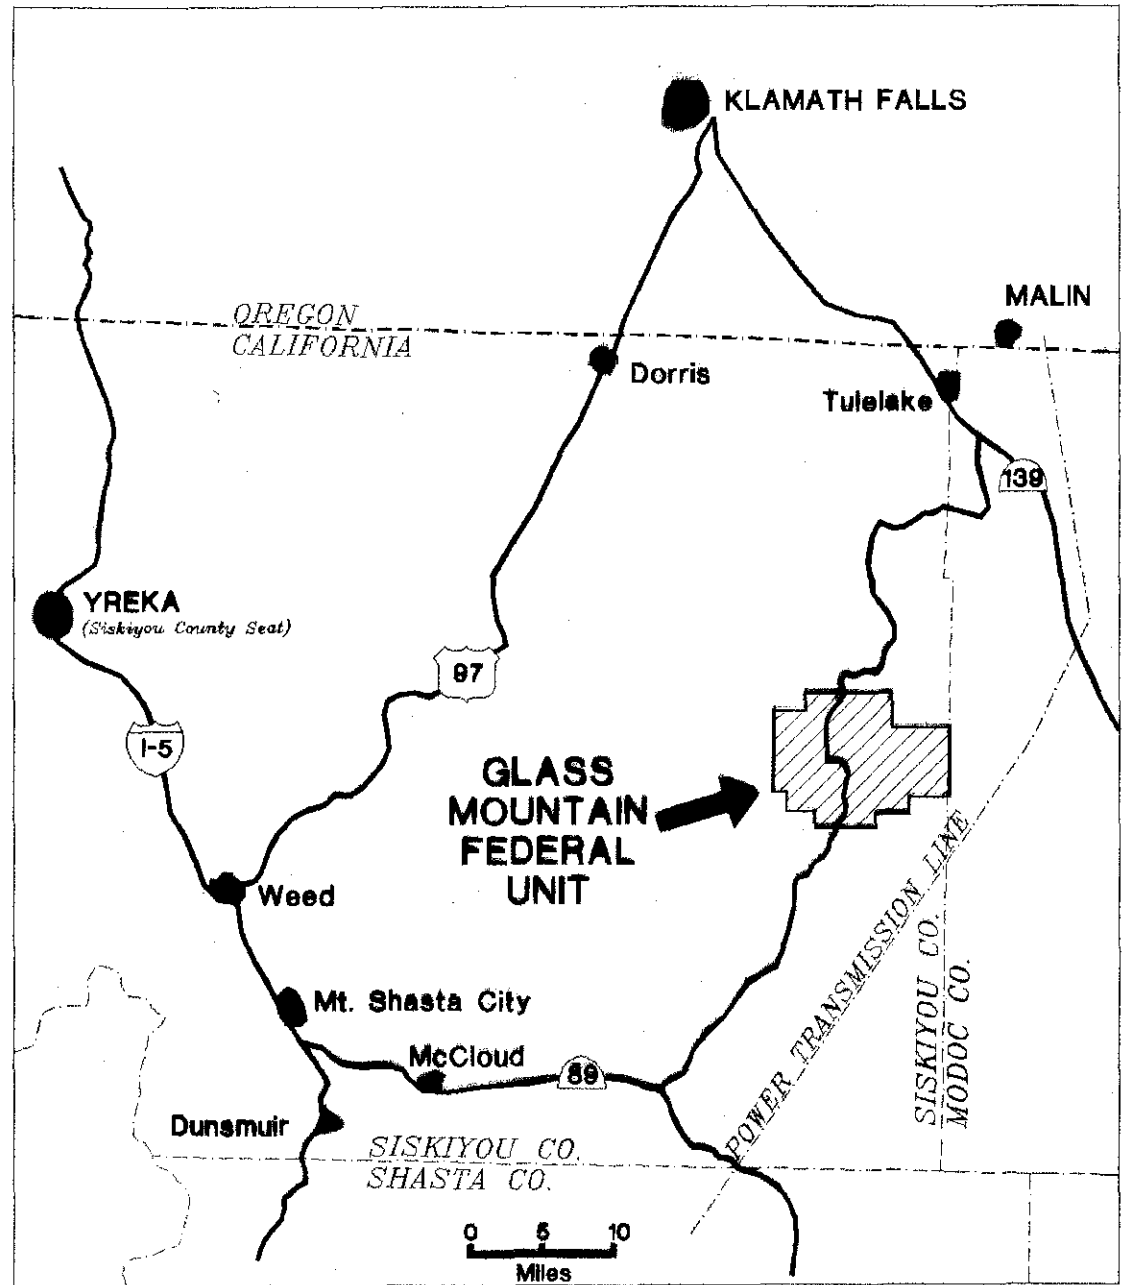 KLAMATH FALLS
MALIN
OREGON
CALIFORNIA
Dorris
Tulelake
139
YREKA
(Siskiyou County Seat)
97
I-5
GLASS
MOUNTAIN
FEDERAL
UNIT
Weed
POWER TRANSMISSION LINE
SISKIYOU CO.
MODOC CO.
Mt. Shasta City
McCloud
89
Dunsmuir
SISKIYOU CO.
SHASTA CO.
0 5 10
Miles